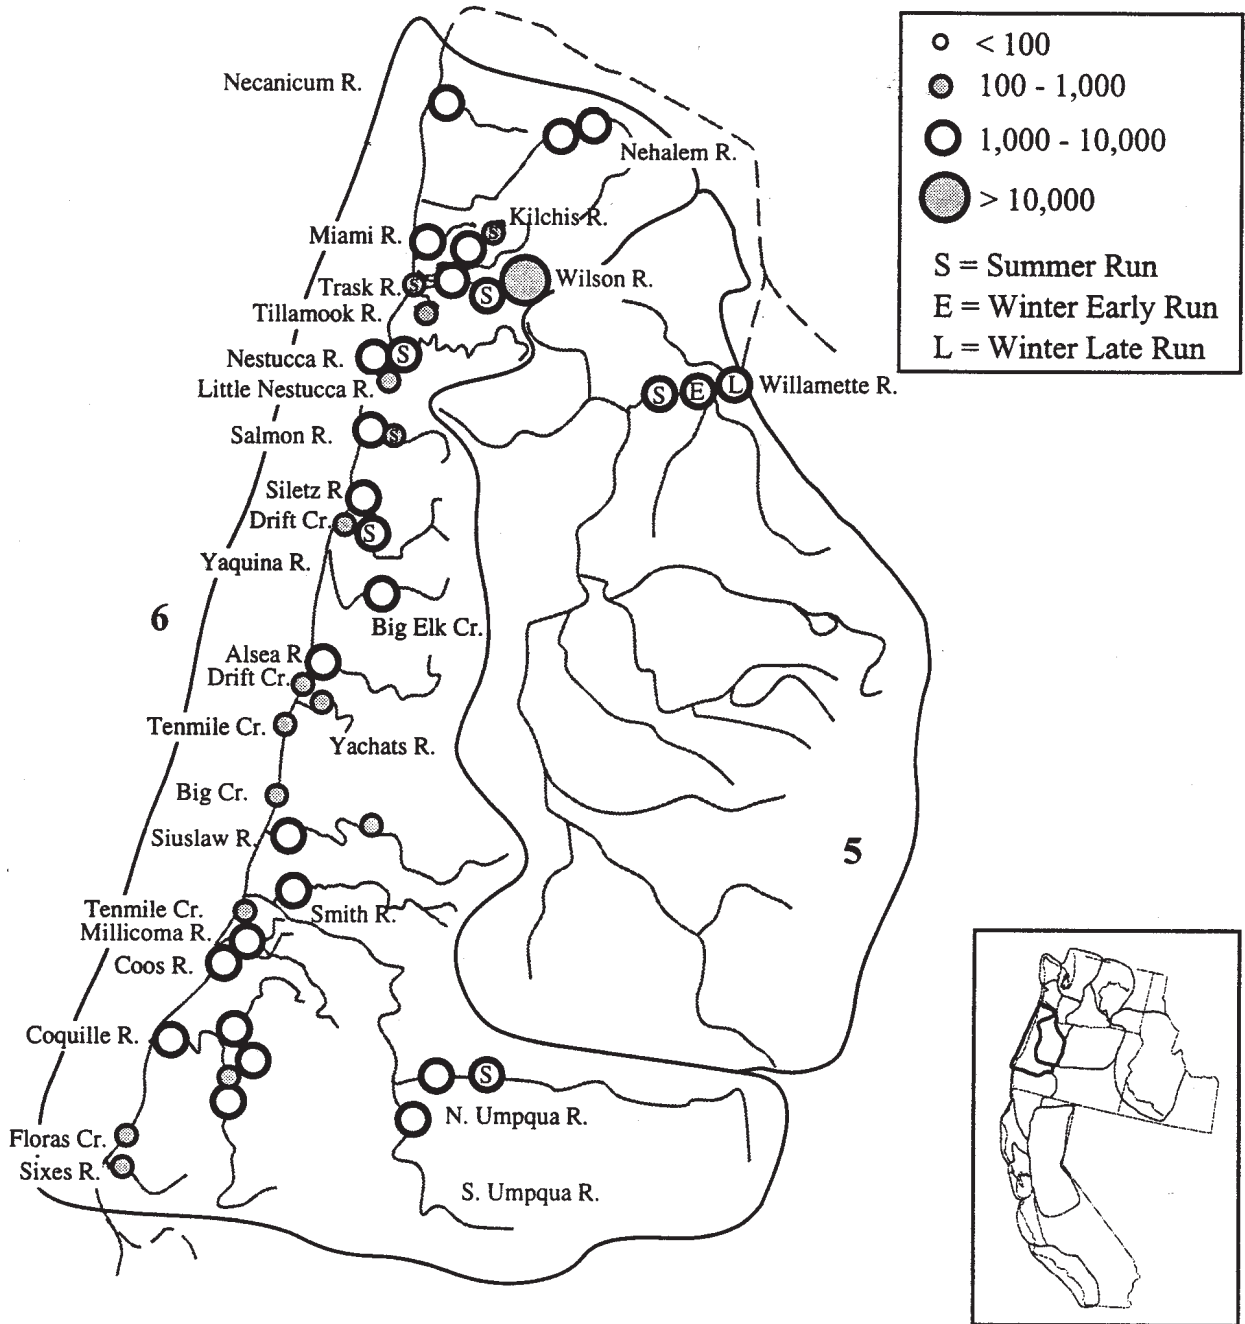 Necanicum R.
Nehalem R.
Kilchis R.
Miami R.
S
Wilson R.
Trask R.
S
S
Tillamook R.
Nestucca R.
S
Little Nestucca R.
S
E
L
Willamette R.
Salmon R.
S
Siletz R
Drift Cr.
S
Yaquina R.
6
Big Elk Cr.
Alsea R
Drift Cr.
Tenmile Cr.
Yachats R.
Big Cr.
Siuslaw R.
5
Tenmile Cr.
Smith R.
Millicoma R.
Coos R.
Coquille R.
S
N. Umpqua R.
Floras Cr.
Sixes R.
S. Umpqua R.
< 100
100 - 1,000
1,000 - 10,000
> 10,000
S = Summer Run
E = Winter Early Run
L = Winter Late Run